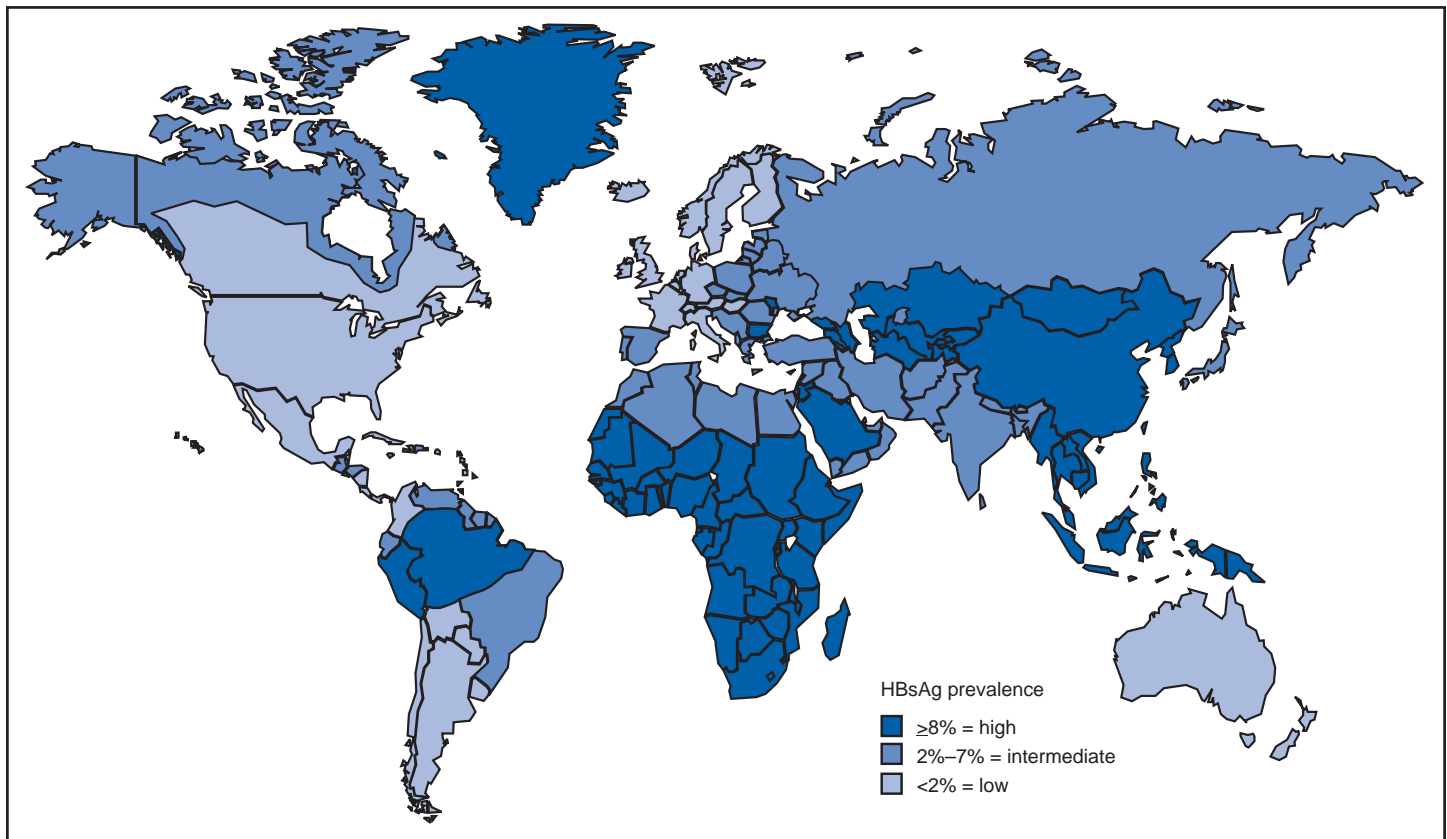 HBsAg prevalence
≥8% = high
2%–7% = intermediate
<2% = low